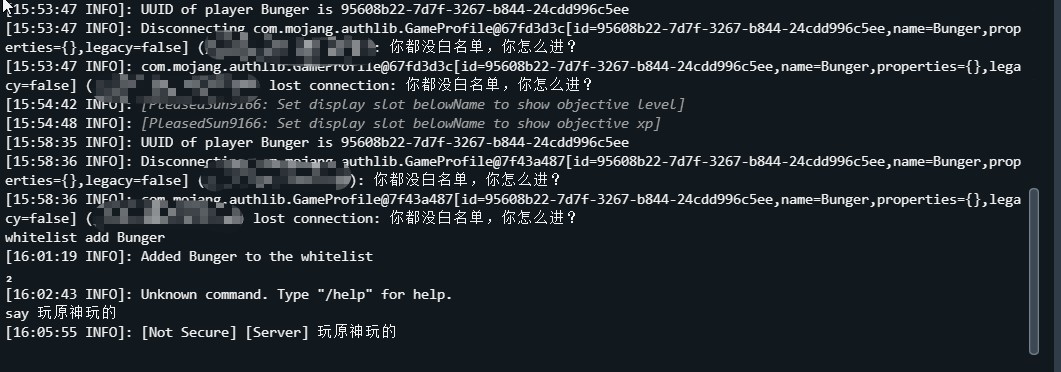 [15:53:47 INFO]: UUID of player Bunger is 95608b22-7d7f-3267-b844-24cdd996c5ee
[15:53:47 INFO]: Disconnecting com.mojang.authlib.GameProfile@67fd3d3c[id=95608b22-7d7f-3267-b844-24cdd996c5ee,name=Bunger,prop
erties={},legacy=false] ( : 你都没白名单，你怎么进？
[15:53:47 INFO]: com.mojang.authlib.GameProfile@67fd3d3c[id=95608b22-7d7f-3267-b844-24cdd996c5ee,name=Bunger,properties={},lega
cy=false] ( lost connection: 你都没白名单，你怎么进？
[15:54:42 INFO]: [PleasedSun9166: Set display slot belowName to show objective level]
[15:54:48 INFO]: [PleasedSun9166: Set display slot belowName to show objective xp]
[15:58:35 INFO]: UUID of player Bunger is 95608b22-7d7f-3267-b844-24cdd996c5ee
[15:58:36 INFO]: Disconnecting com.mojang.authlib.GameProfile@7f43a487[id=95608b22-7d7f-3267-b844-24cdd996c5ee,name=Bunger,prop
erties={},legacy=false] ( ): 你都没白名单，你怎么进？
[15:58:36 INFO]: com.mojang.authlib.GameProfile@7f43a487[id=95608b22-7d7f-3267-b844-24cdd996c5ee,name=Bunger,properties={},lega
cy=false] ( lost connection: 你都没白名单，你怎么进？
whitelist add Bunger
[16:01:19 INFO]: Added Bunger to the whitelist
₂
[16:02:43 INFO]: Unknown command. Type "/help" for help.
say 玩原神玩的
[16:05:55 INFO]: [Not Secure] [Server] 玩原神玩的